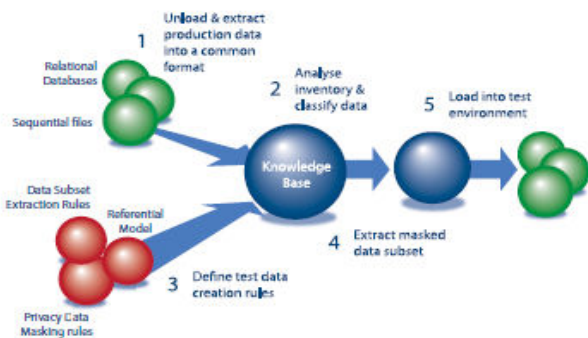 1
Unload & extract
production data
into a common
format
Relational
Databases
Sequential files
2
Analyse
inventory &
classify data
5
Load into test
environment
Knowledge
Base
Data Subset
Extraction Rules
Referential
Model
3
Define test data
creation rules
4
Extract masked
data subset
Privacy Data
Masking rules